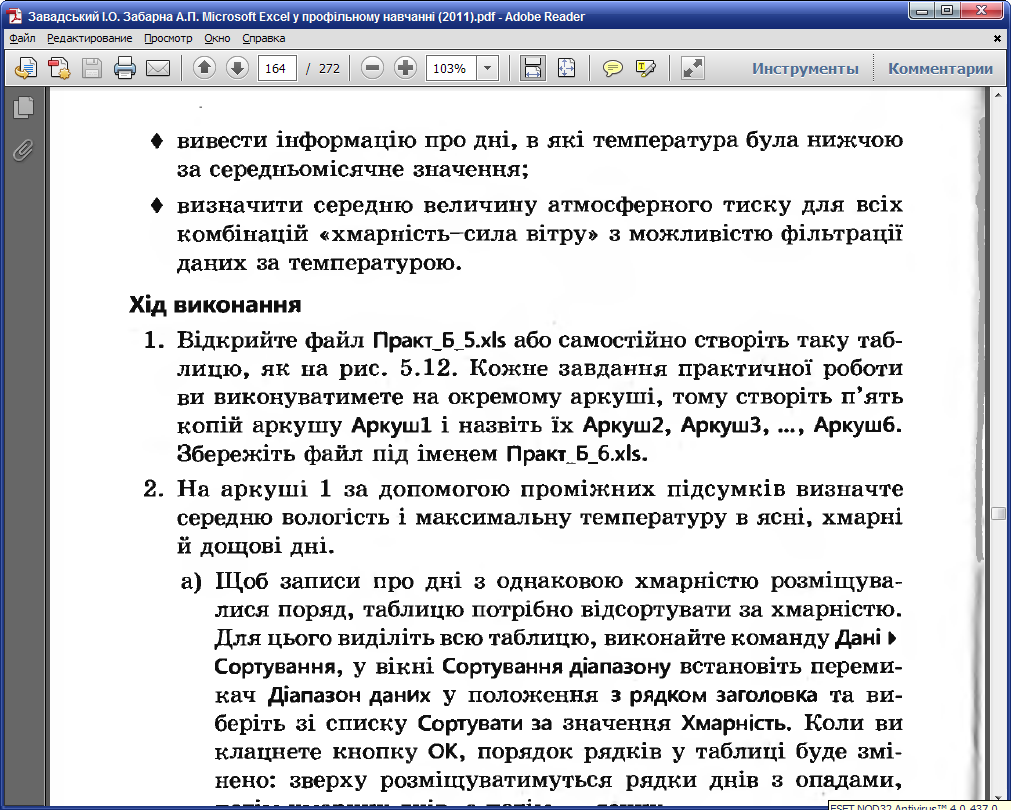 Завадський І.О. Забарна А.П. Microsoft Excel у профільному навчанні (2011).pdf - Adobe Reader
Файл Редактирование Просмотр Окно Справка
164 / 272 103% Инструменты Комментарии
♦ вивести інформацію про дні, в які температура була нижчою
за середньомісячне значення;
♦ визначити середню величину атмосферного тиску для всіх
комбінацій «хмарність–сила вітру» з можливістю фільтрації
даних за температурою.
Хід виконання
1. Відкрийте файл Практ_Б_5.xls або самостійно створіть таку таб-
лицю, як на рис. 5.12. Кожне завдання практичної роботи
ви виконуватимете на окремому аркуші, тому створіть п’ять
копій аркушу Аркуш1 і назвіть їх Аркуш2, Аркуш3, ..., Аркуш6.
Збережіть файл під іменем Практ_Б_6.xls.
2. На аркуші 1 за допомогою проміжних підсумків визначте
середню вологість і максимальну температуру в ясні, хмарні
й дощові дні.
а) Щоб записи про дні з однаковою хмарністю розміщува-
лися поряд, таблицю потрібно відсортувати за хмарністю.
Для цього виділіть всю таблицю, виконайте команду Дані ▸
Сортування, у вікні Сортування діапазону встановіть переми-
кач Діапазон даних у положення з рядком заголовка та ви-
беріть зі списку Сортувати за значення Хмарність. Коли ви
клацнете кнопку ОК, порядок рядків у таблиці буде змі-
нено: зверху розміщуватимуться рядки днів з опадами,
ESET NOD32 Antivirus™ 4.0.437.0